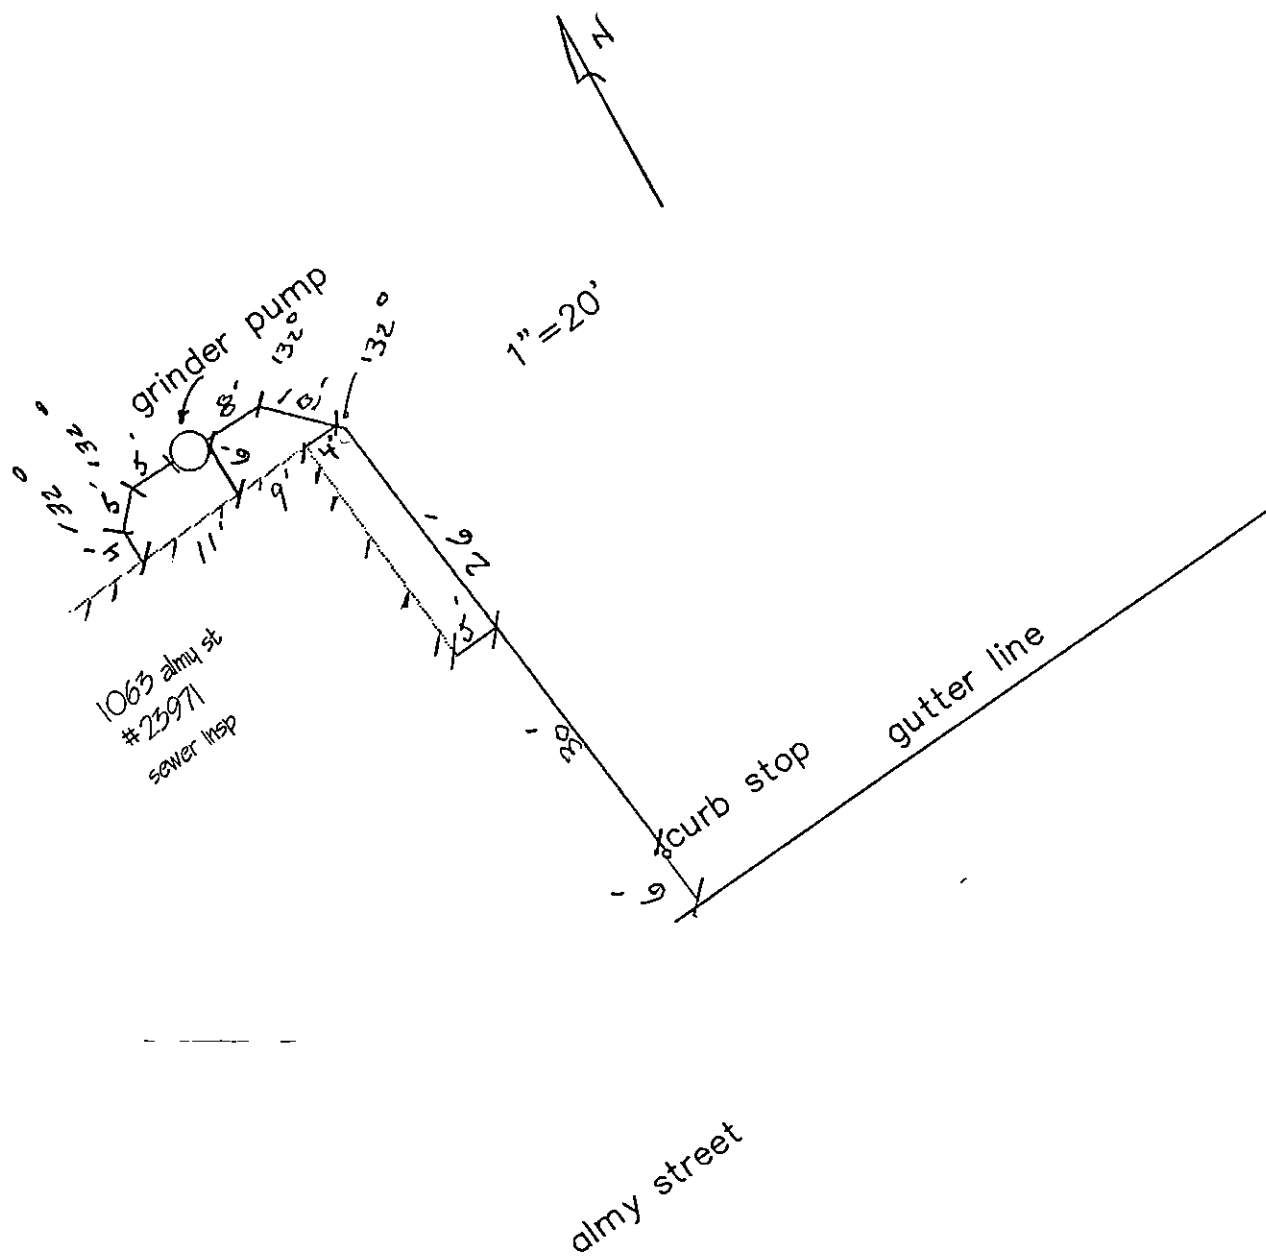 N
1"=20'
grinder pump
132°
132°
132°
132°
8'
10'
5'
5'
4'
6'
4'
9'
11'
26'
5'
30'
6'
1063 almy st
#23971
sewer insp
curb stop
gutter line
almy street